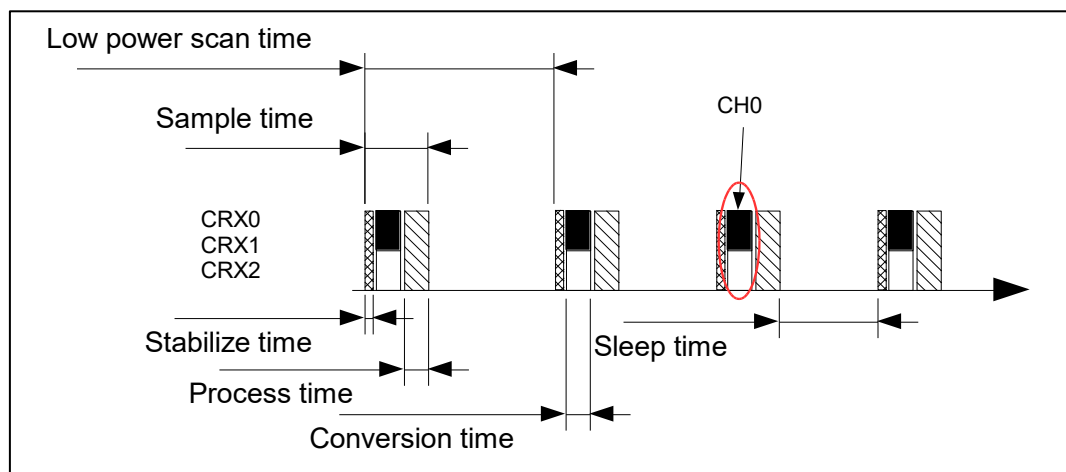 Low power scan time
CH0
Sample time
CRX0
CRX1
CRX2
Stabilize time
Sleep time
Process time
Conversion time